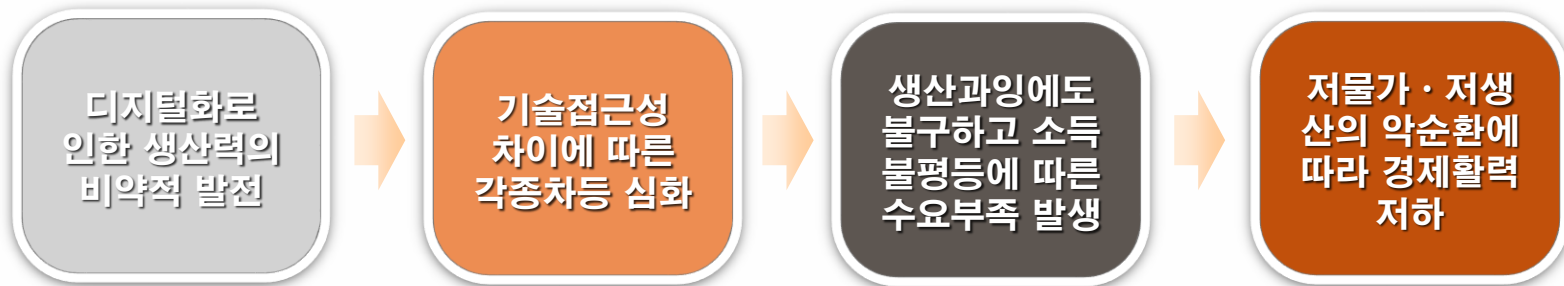 디지털화로
인한 생산력의
비약적 발전
기술접근성
차이에 따른
각종차등 심화
생산과잉에도
불구하고 소득
불평등에 따른
수요부족 발생
저물가 · 저생
산의 악순환에
따라 경제활력
저하